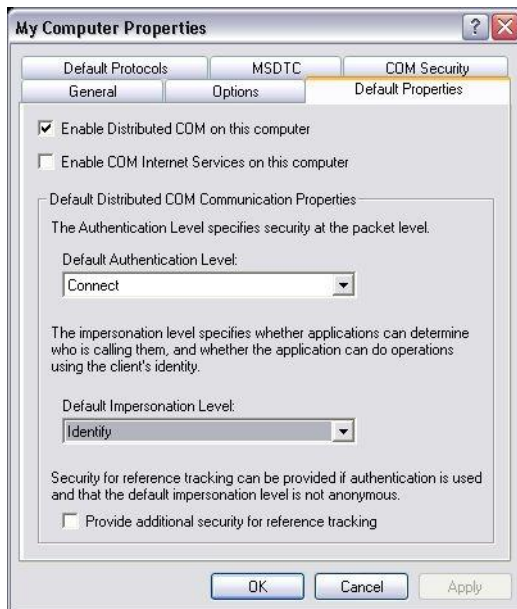 My Computer Properties
Default Protocols MSDTC COM Security
General Options Default Properties
Enable Distributed COM on this computer
Enable COM Internet Services on this computer
Default Distributed COM Communication Properties
The Authentication Level specifies security at the packet level.
Default Authentication Level:
Connect
The impersonation level specifies whether applications can determine
who is calling them, and whether the application can do operations
using the client's identity.
Default Impersonation Level:
Identify
Security for reference tracking can be provided if authentication is used
and that the default impersonation level is not anonymous.
Provide additional security for reference tracking
OK Cancel Apply